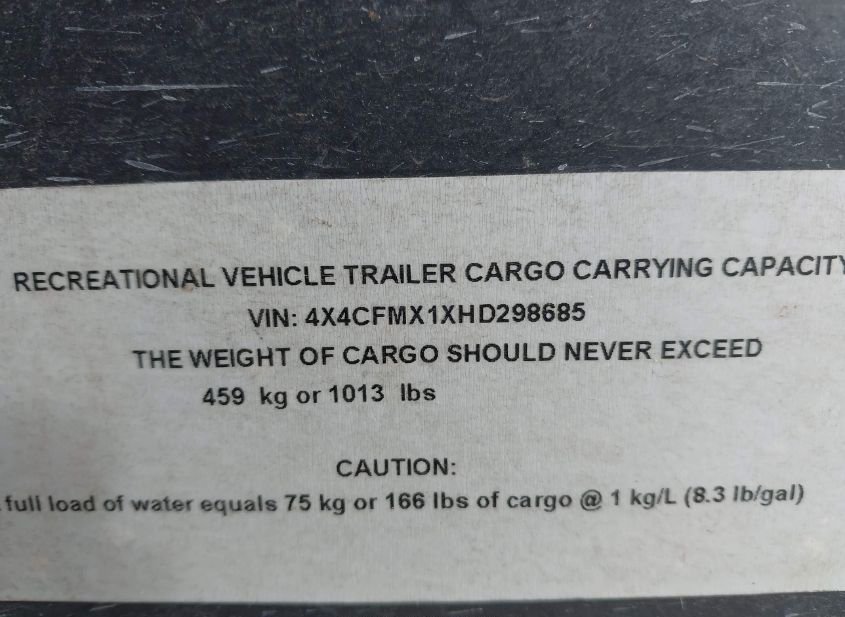 RECREATIONAL VEHICLE TRAILER CARGO CARRYING CAPACITY
VIN: 4X4CFMX1XHD298685
THE WEIGHT OF CARGO SHOULD NEVER EXCEED
459 kg or 1013 lbs
CAUTION:
full load of water equals 75 kg or 166 lbs of cargo @ 1 kg/L (8.3 lb/gal)